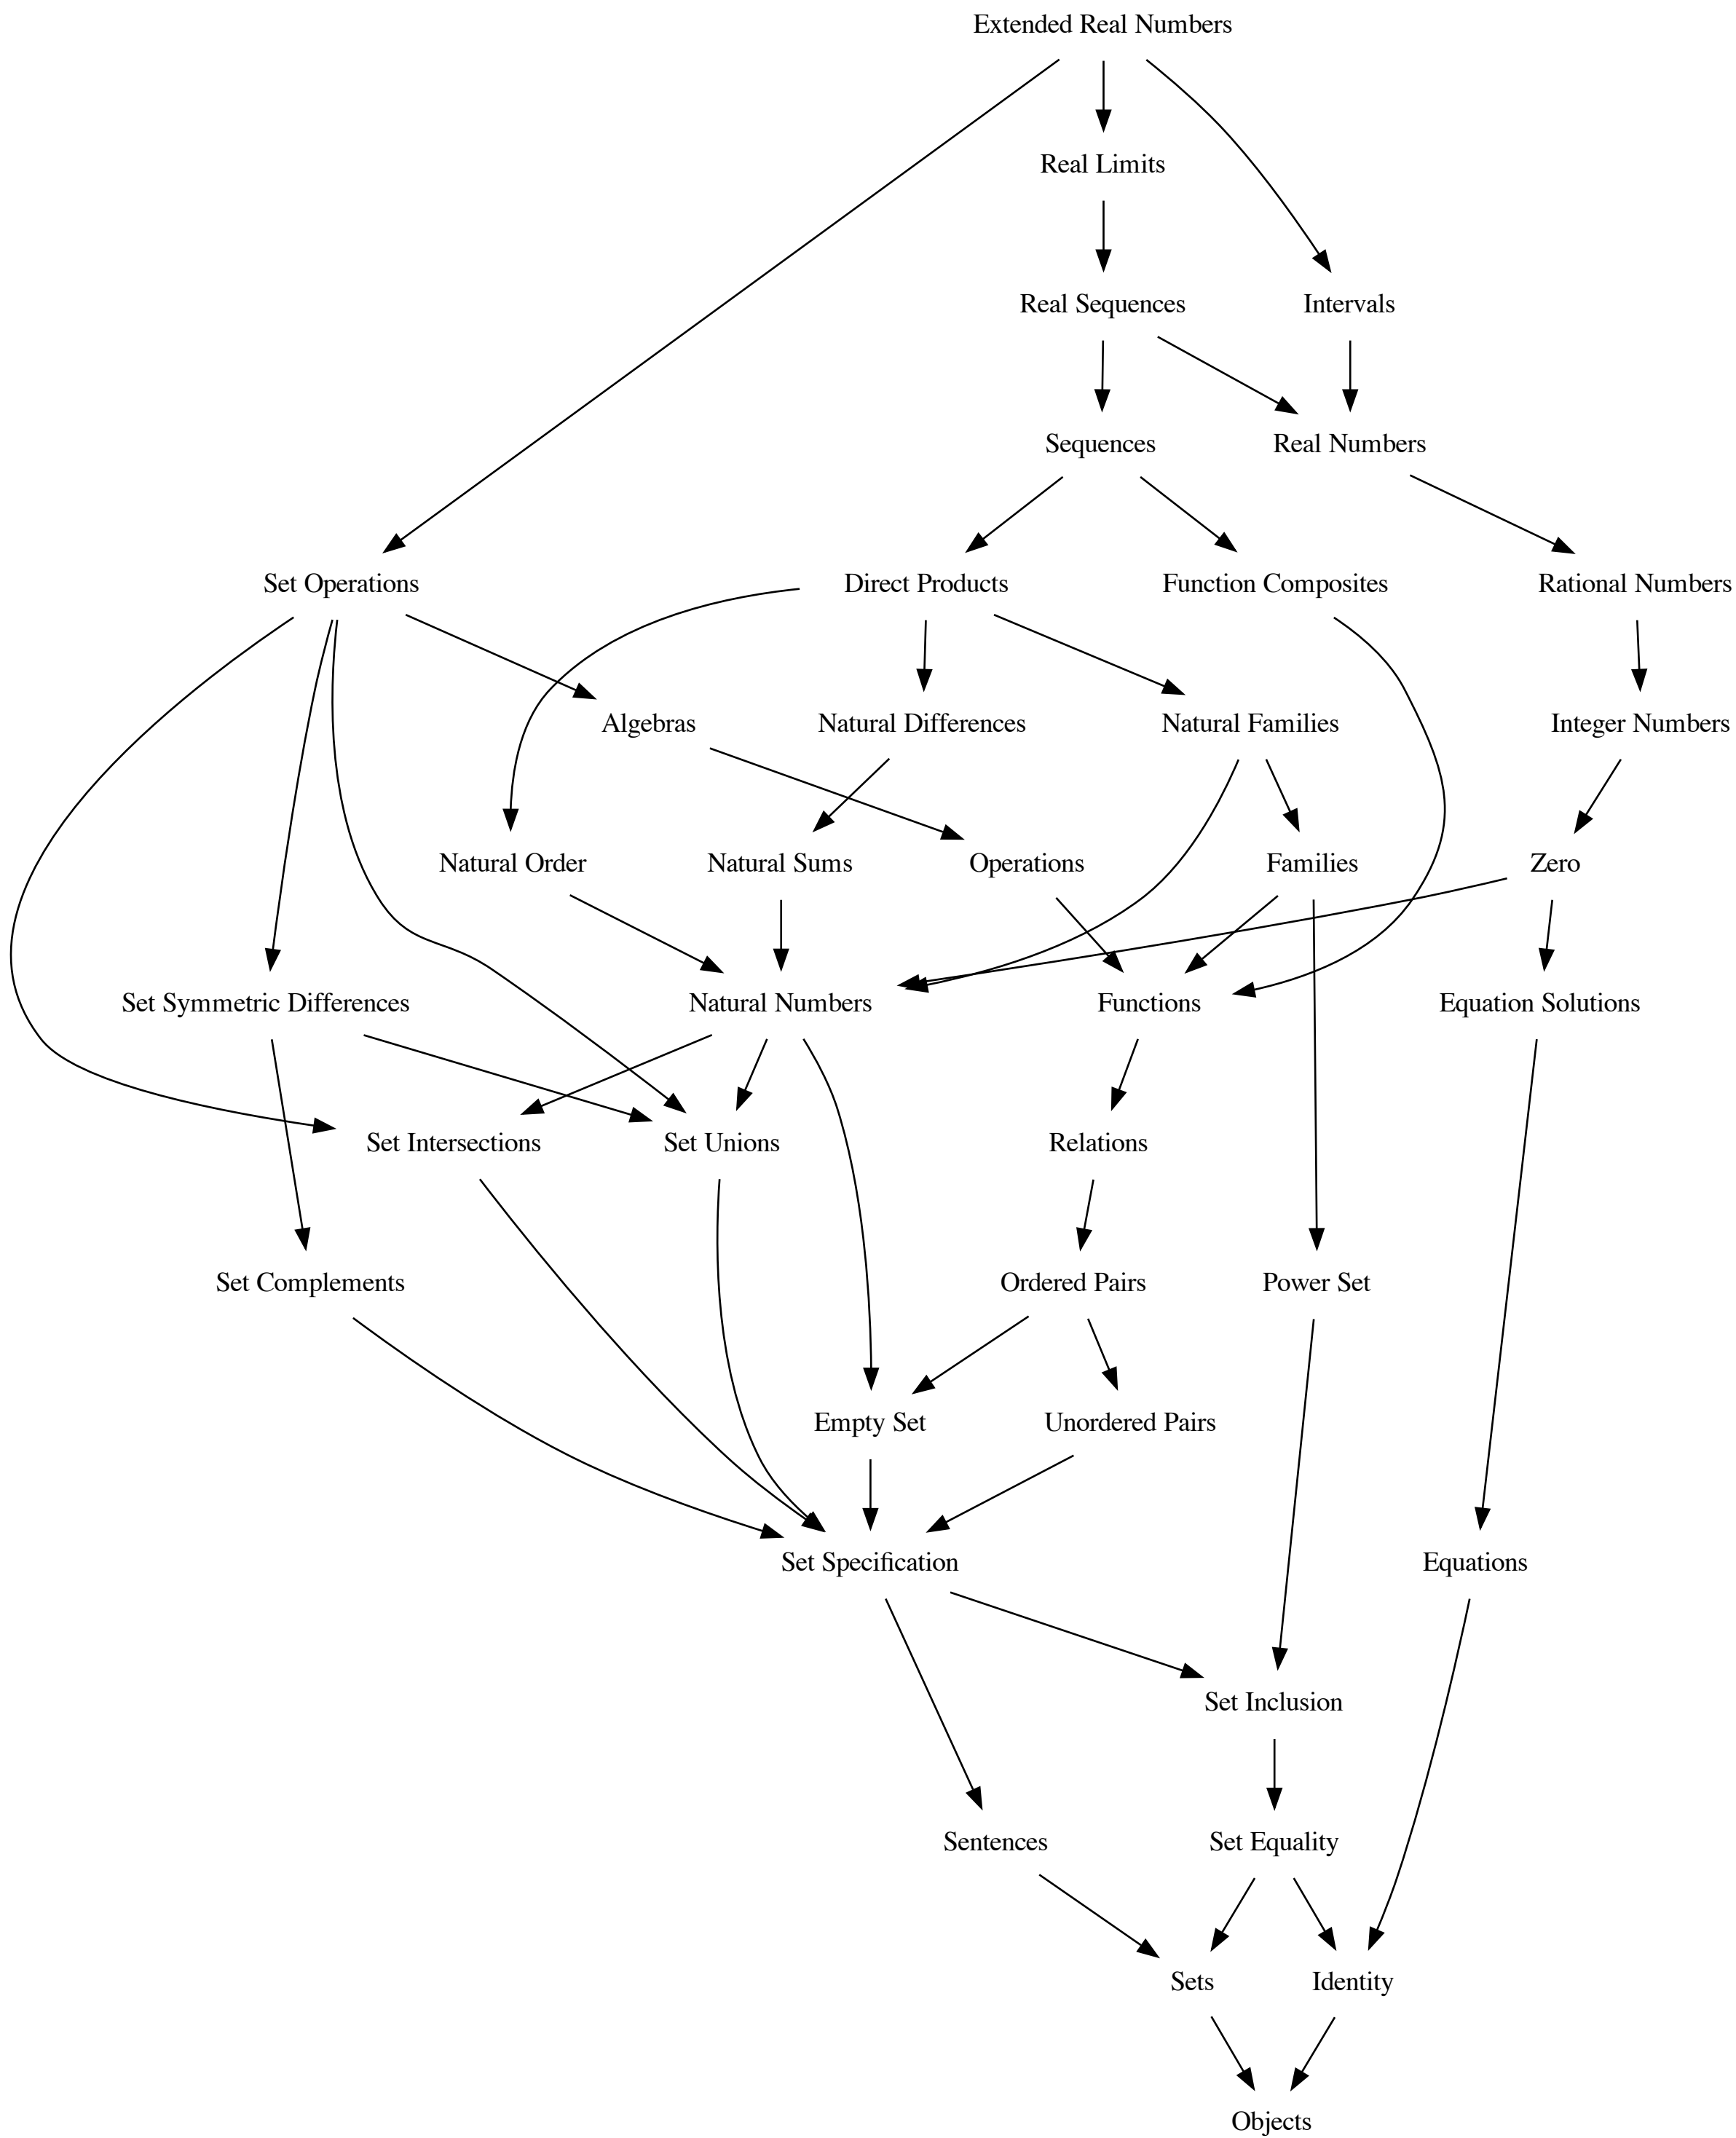 Extended Real Numbers
Real Limits
Real Sequences
Intervals
Sequences
Real Numbers
Set Operations
Direct Products
Function Composites
Rational Numbers
Algebras
Natural Differences
Natural Families
Integer Numbers
Natural Order
Natural Sums
Operations
Families
Zero
Set Symmetric Differences
Natural Numbers
Functions
Equation Solutions
Set Intersections
Set Unions
Relations
Set Complements
Ordered Pairs
Power Set
Empty Set
Unordered Pairs
Set Specification
Equations
Set Inclusion
Sentences
Set Equality
Sets
Identity
Objects